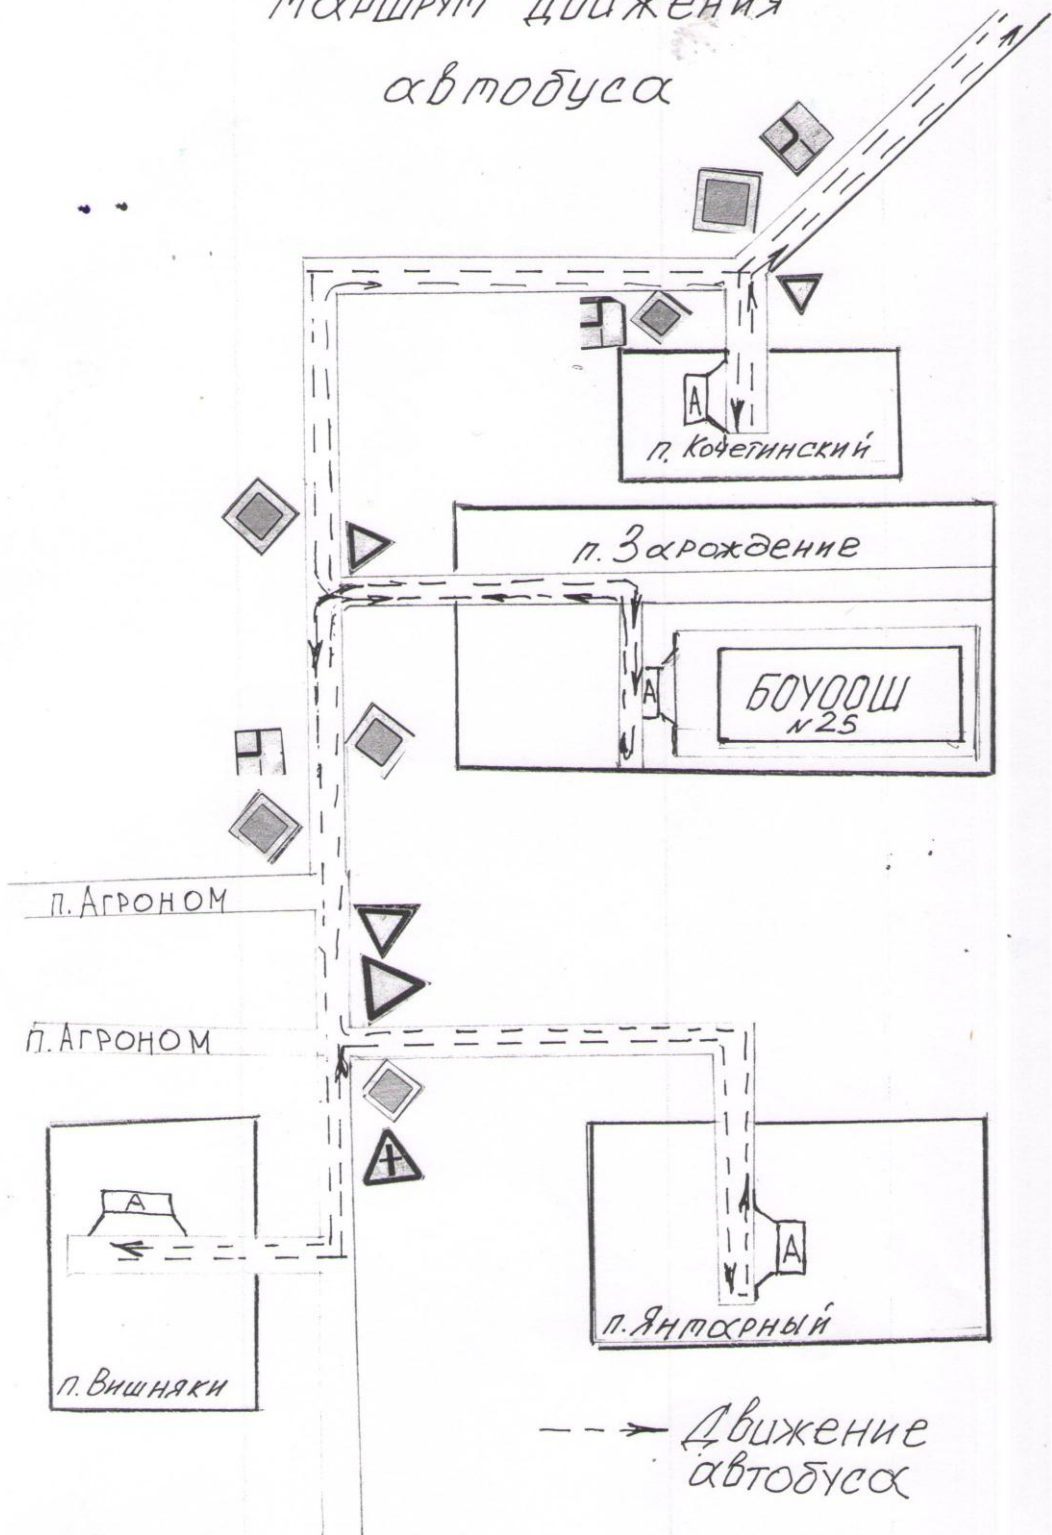 Маршрут движения
автобуса
А
п. Кочетинский
п. Зарождение
А
БОУООШ
№25
п. Агроном
п. Агроном
А
А
п. Янтарный
п. Вишняки
Движение
автобуса